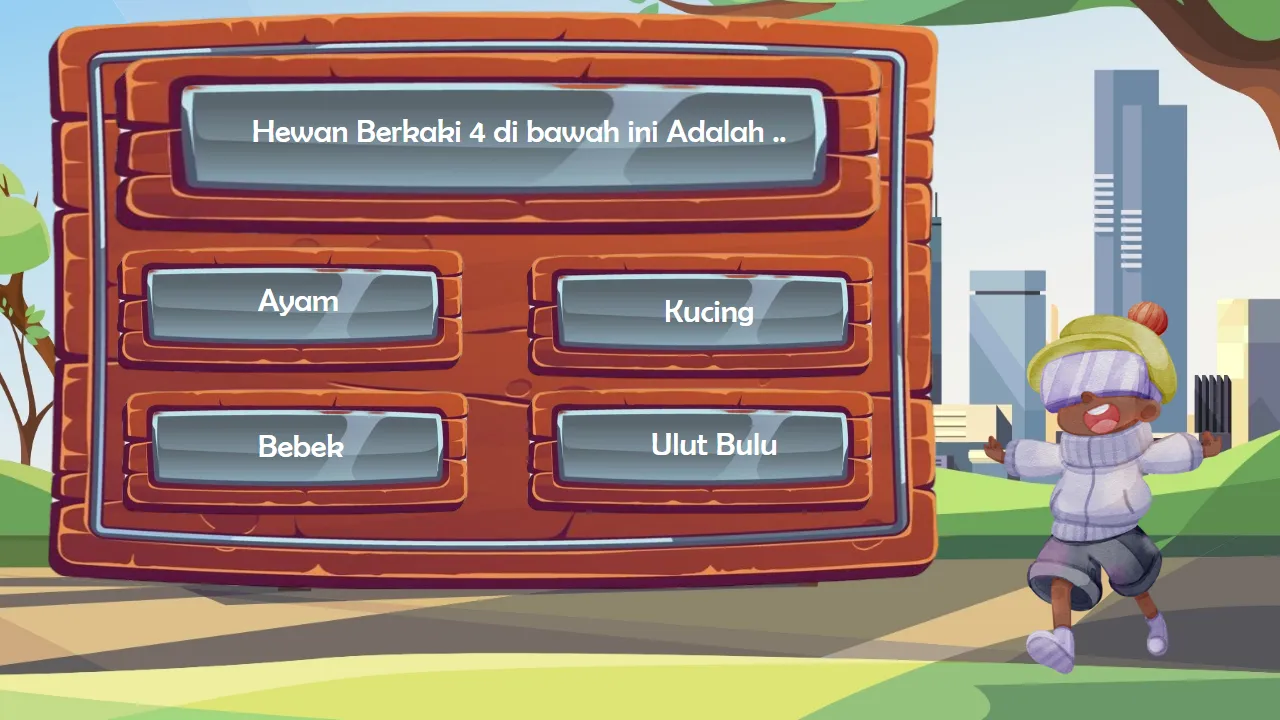 Hewan Berkaki 4 di bawah ini Adalah ..
Ayam
Kucing
Bebek
Ulut Bulu